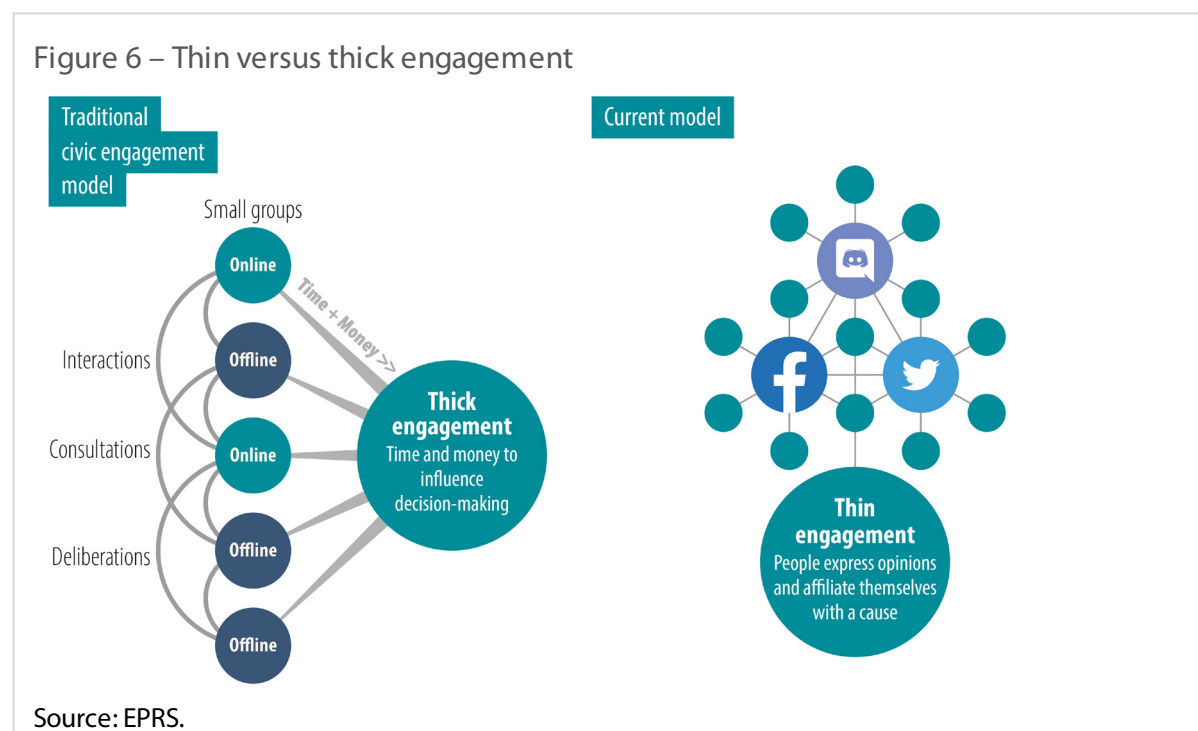 Figure 6 – Thin versus thick engagement
Traditional
civic engagement
model
Small groups
Online
Offline
Online
Offline
Offline
Interactions
Consultations
Deliberations
Time + Money >>
Thick
engagement
Time and money to
influence
decision-making
Current model
Thin
engagement
People express opinions
and affiliate themselves
with a cause
Source: EPRS.